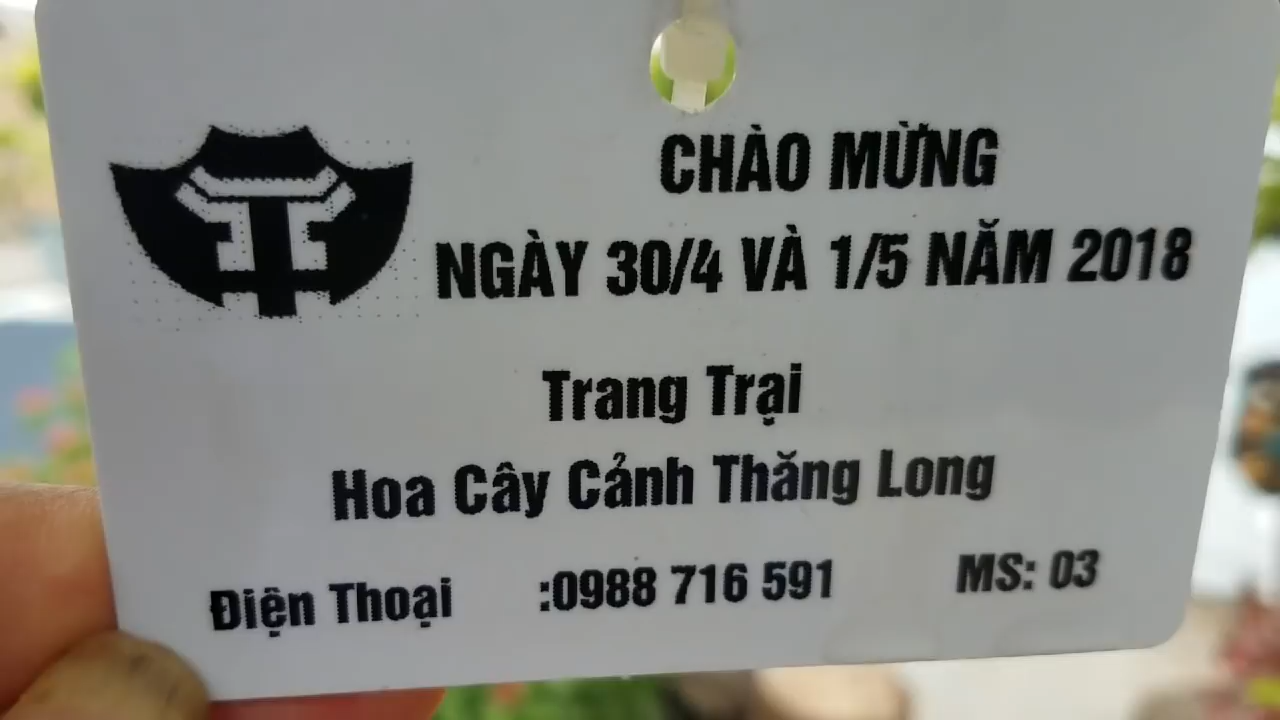 CHÀO MỪNG
NGÀY 30/4 VÀ 1/5 NĂM 2018
Trang Trại
Hoa Cây Cảnh Thăng Long
Điện Thoại :0988 716 591 MS: 03